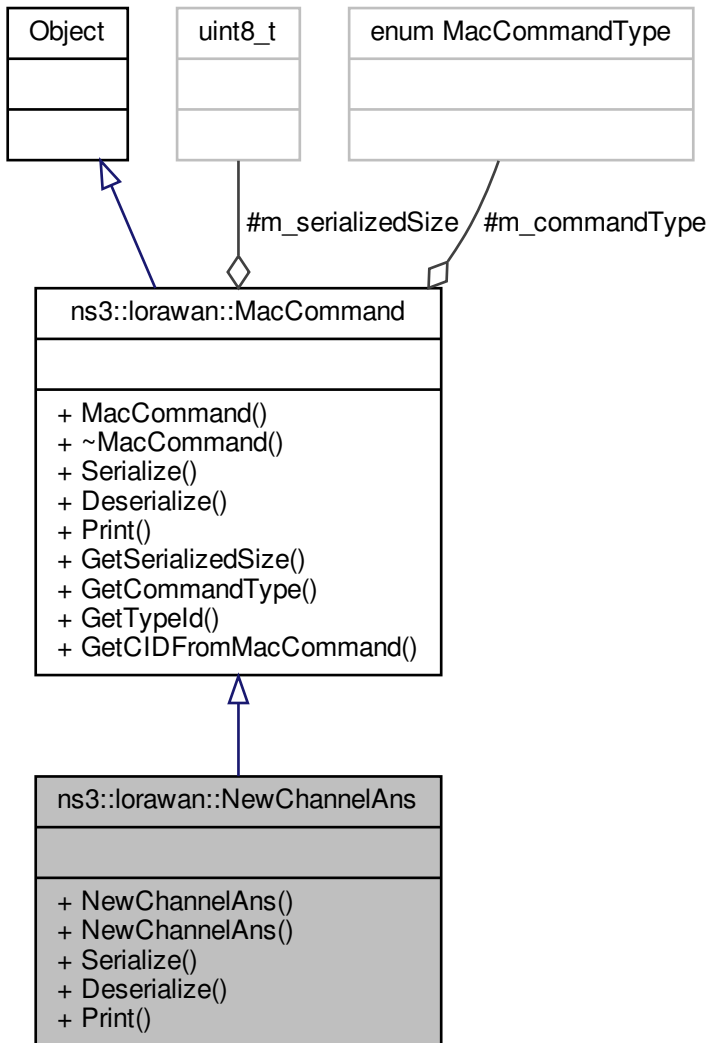 Object
uint8_t
enum MacCommandType
#m_serializedSize
#m_commandType
ns3::lorawan::MacCommand
+ MacCommand()
+ ~MacCommand()
+ Serialize()
+ Deserialize()
+ Print()
+ GetSerializedSize()
+ GetCommandType()
+ GetTypeId()
+ GetCIDFromMacCommand()
ns3::lorawan::NewChannelAns
+ NewChannelAns()
+ NewChannelAns()
+ Serialize()
+ Deserialize()
+ Print()